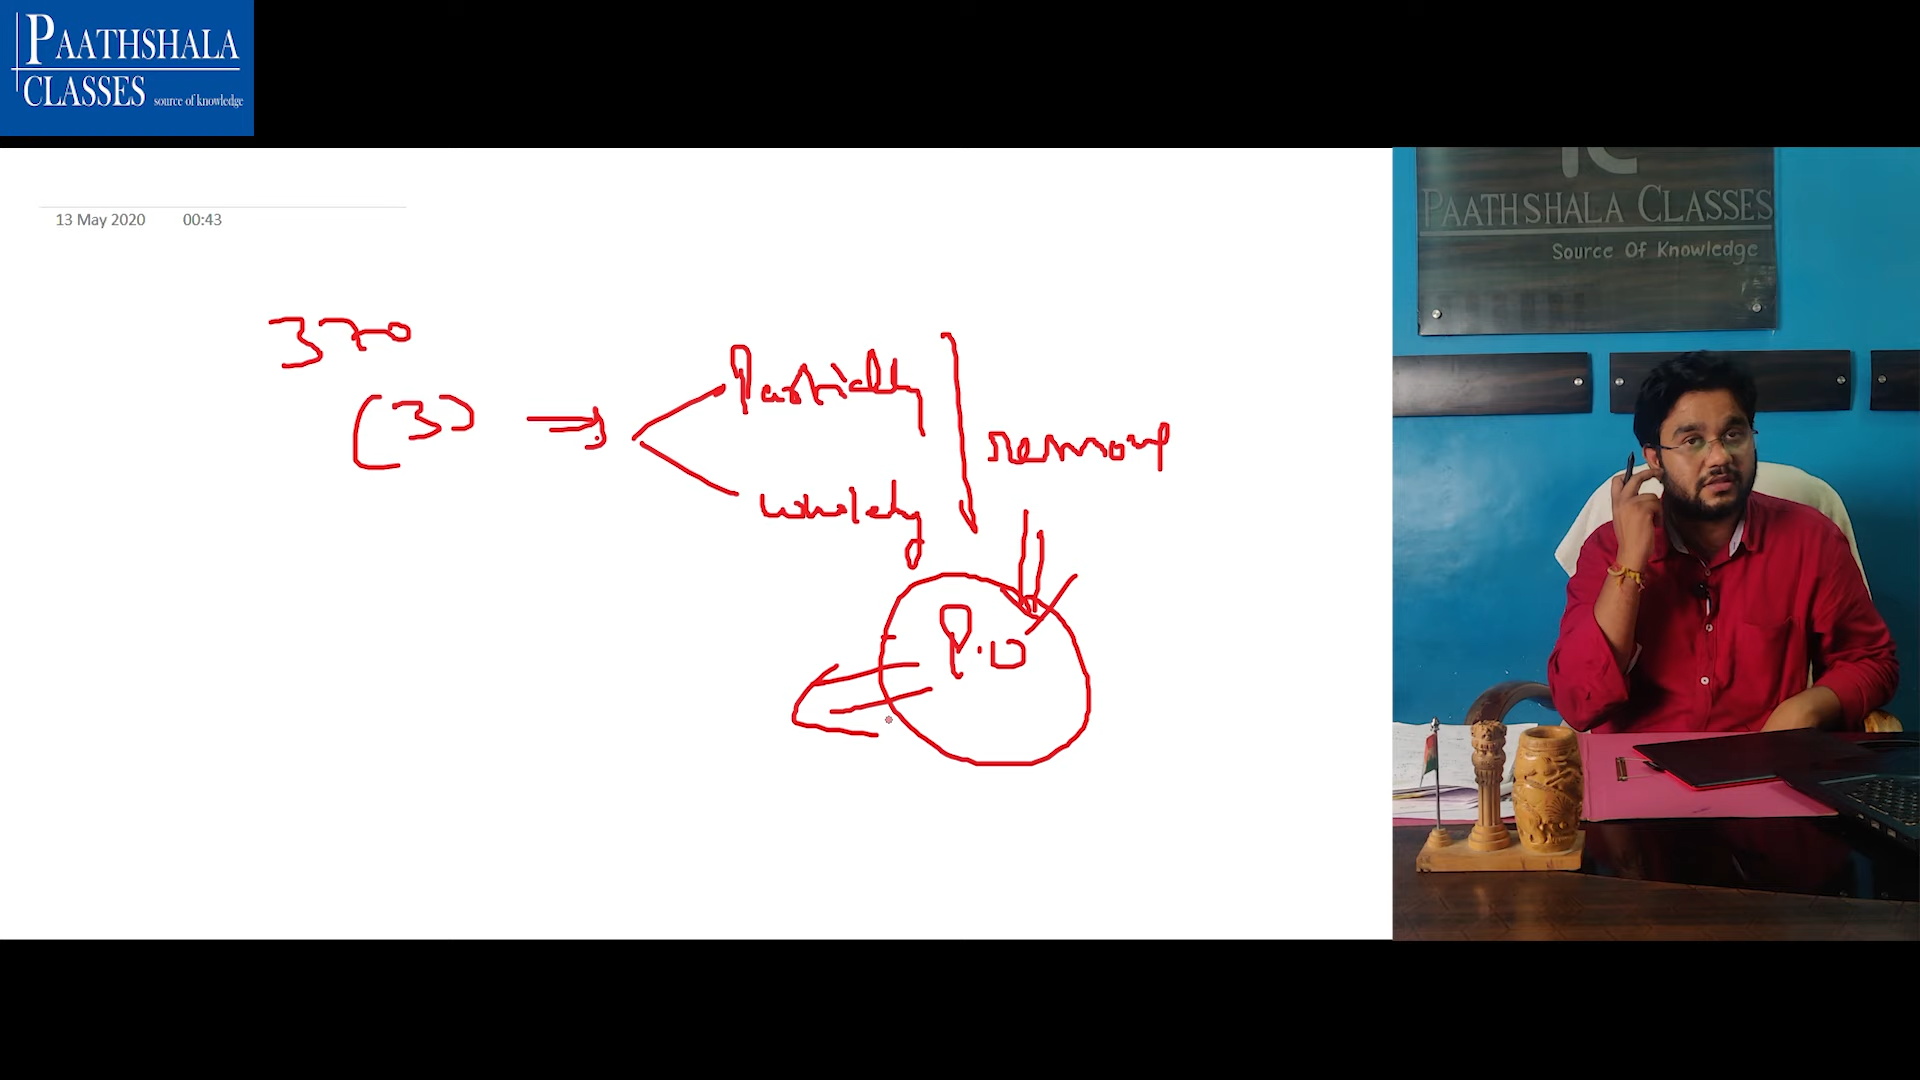 PAATHSHALA
CLASSES source of knowledge
PAATHSHALA CLASSES
Source Of Knowledge
13 May 2020 00:43
370
(3)
Partially
remove
wholely
P.O